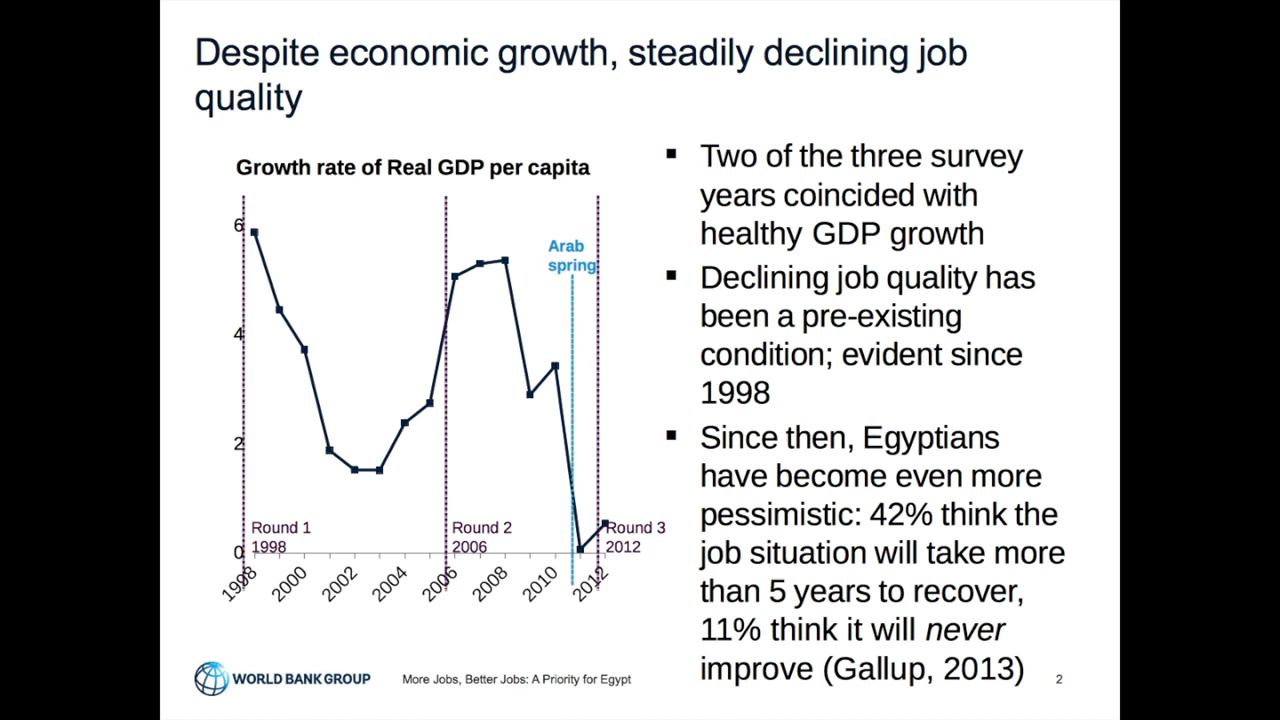 Despite economic growth, steadily declining job
quality
Growth rate of Real GDP per capita
6
4
2
0
Arab
spring
Round 1
1998
Round 2
2006
Round 3
2012
1998
2000
2002
2004
2006
2008
2010
2012
▪ Two of the three survey
years coincided with
healthy GDP growth
▪ Declining job quality has
been a pre-existing
condition; evident since
1998
▪ Since then, Egyptians
have become even more
pessimistic: 42% think the
job situation will take more
than 5 years to recover,
11% think it will never
improve (Gallup, 2013)
WORLD BANK GROUP
More Jobs, Better Jobs: A Priority for Egypt
2